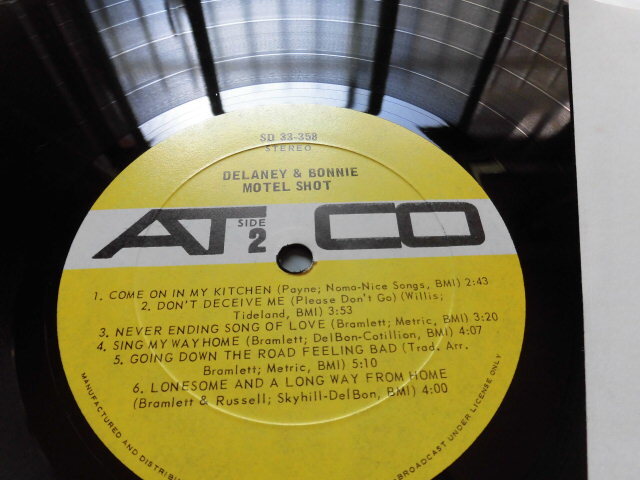 SD 33-358
STEREO
DELANEY & BONNIE
MOTEL SHOT
ATCO
SIDE
2
1. COME ON IN MY KITCHEN (Payne; Noma-Nice Songs, BMI) 2:43
2. DON'T DECEIVE ME (Please Don't Go) (Willis;
Tideland, BMI) 3:53
3. NEVER ENDING SONG OF LOVE (Bramlett; Metric, BMI) 3:20
4. SING MY WAY HOME (Bramlett; DelBon-Cotillion, BMI) 4:07
5. GOING DOWN THE ROAD FEELING BAD (Trad. Arr.
Bramlett; Metric, BMI) 5:10
6. LONESOME AND A LONG WAY FROM HOME
(Bramlett & Russell; Skyhill-DelBon, BMI) 4:00
MANUFACTURED AND
BROADCAST UNDER LICENSE ONLY